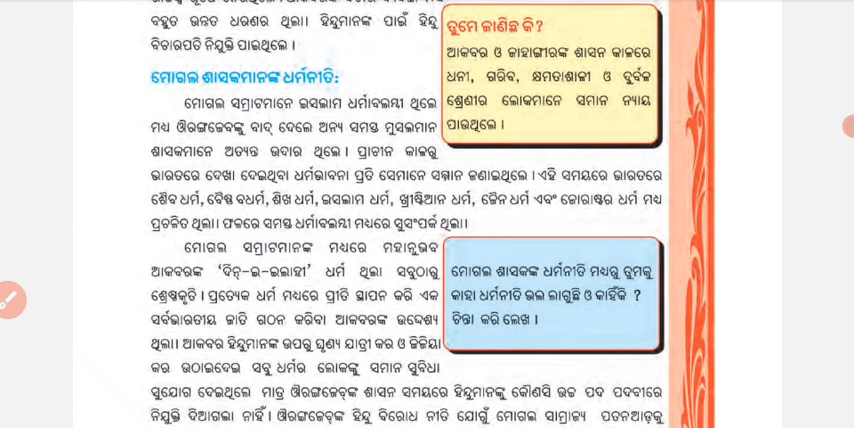 ବହୁତ ଉନ୍ନତ ଧରଣର ଥିଲା। ହିନ୍ଦୁମାନଙ୍କ ପାଇଁ ହିନ୍ଦୁ
ବିଚାରପତି ନିଯୁକ୍ତି ପାଇଥିଲେ।
ମୋଗଲ ଶାସକମାନଙ୍କ ଧର୍ମନୀତି:
ମୋଗଲ ସମ୍ରାଟମାନେ ଇସଲାମ ଧର୍ମାବଲମ୍ବୀ ଥିଲେ
ମଧ୍ୟ ଔରଙ୍ଗଜେବଙ୍କୁ ବାଦ୍ ଦେଲେ ଅନ୍ୟ ସମସ୍ତ ମୁସଲମାନ
ଶାସକମାନେ ଅତ୍ୟନ୍ତ ଉଦାର ଥିଲେ। ପ୍ରାଚୀନ କାଳରୁ
ଭାରତରେ ଦେଖା ଦେଇଥିବା ଧର୍ମଭାବନା ପ୍ରତି ସେମାନେ ସମ୍ମାନ ଜଣାଇଥିଲେ। ଏହି ସମୟରେ ଭାରତରେ
ଶୈବ ଧର୍ମ, ବୈଷ୍ଣବଧର୍ମ, ଶିଖ ଧର୍ମ, ଇସଲାମ ଧର୍ମ, ଖ୍ରୀଷ୍ଟିଆନ ଧର୍ମ, ଜୈନ ଧର୍ମ ଏବଂ ଜୋରାଷ୍ଟର ଧର୍ମ ମଧ୍ୟ
ପ୍ରଚଳିତ ଥିଲା। ଫଳରେ ସମସ୍ତ ଧର୍ମାବଲମ୍ବୀ ମଧ୍ୟରେ ସୁସଂପର୍କ ଥିଲା।
ମୋଗଲ ସମ୍ରାଟମାନଙ୍କ ମଧ୍ୟରେ ମହାନୁଭବ
ଆକବରଙ୍କ ‘ଦିନ୍-ଇ-ଇଲାହୀ’ ଧର୍ମ ଥିଲା ସବୁଠାରୁ
ଶ୍ରେଷ୍ଠକୃତି। ପ୍ରତ୍ୟେକ ଧର୍ମ ମଧ୍ୟରେ ପ୍ରୀତି ସ୍ଥାପନ କରି ଏକ
ସର୍ବଭାରତୀୟ ଜାତି ଗଠନ କରିବା ଆକବରଙ୍କ ଉଦ୍ଦେଶ୍ୟ
ଥିଲା। ଆକବର ହିନ୍ଦୁମାନଙ୍କ ଉପରୁ ଘୃଣ୍ୟ ଯାତ୍ରୀ କର ଓ ଜିଜିୟା
କର ଉଠାଇଦେଇ ସବୁ ଧର୍ମର ଲୋକଙ୍କୁ ସମାନ ସୁବିଧା
ସୁଯୋଗ ଦେଇଥିଲେ ମାତ୍ର ଔରଙ୍ଗଜେବ୍‌ଙ୍କ ଶାସନ ସମୟରେ ହିନ୍ଦୁମାନଙ୍କୁ କୌଣସି ଉଚ୍ଚ ପଦ ପଦବୀରେ
ନିଯୁକ୍ତି ଦିଆଗଲା ନାହିଁ। ଔରଙ୍ଗଜେବ୍‌ଙ୍କ ହିନ୍ଦୁ ବିରୋଧ ନୀତି ଯୋଗୁଁ ମୋଗଲ ସାମ୍ରାଜ୍ୟ ପତନଆଡ଼କୁ
ତୁମେ ଜାଣିଛ କି?
ଆକବର ଓ ଜାହାଙ୍ଗୀରଙ୍କ ଶାସନ କାଳରେ
ଧନୀ, ଗରିବ, କ୍ଷମତାଶାଳୀ ଓ ଦୁର୍ବଳ
ଶ୍ରେଣୀର ଲୋକମାନେ ସମାନ ନ୍ୟାୟ
ପାଉଥିଲେ।
ମୋଗଲ ଶାସକଙ୍କ ଧର୍ମନୀତି ମଧ୍ୟରୁ ତୁମକୁ
କାହା ଧର୍ମନୀତି ଭଲ ଲାଗୁଛି ଓ କାହିଁକି ?
ଚିନ୍ତା କରି ଲେଖ।